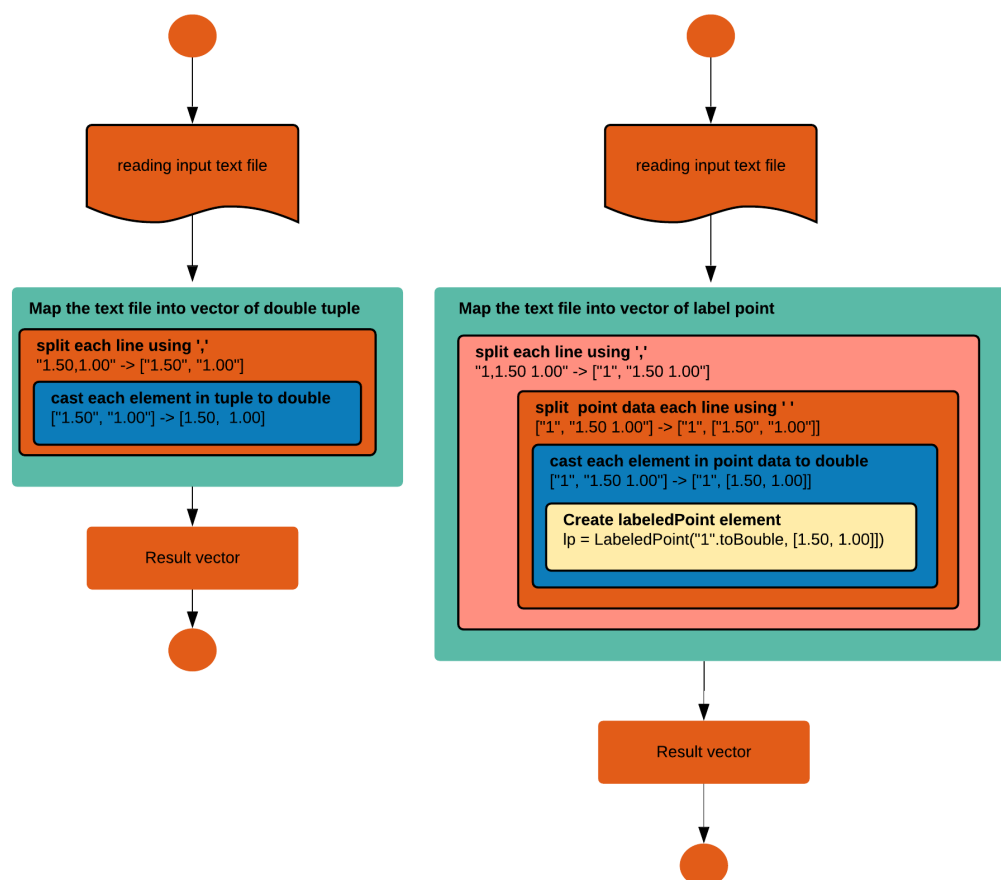 reading input text file
Map the text file into vector of double tuple
split each line using ','
"1.50,1.00" -> ["1.50", "1.00"]
cast each element in tuple to double
["1.50", "1.00"] -> [1.50,  1.00]
Result vector
reading input text file
Map the text file into vector of label point
split each line using ','
"1,1.50 1.00" -> ["1", "1.50 1.00"]
split  point data each line using ' '
["1", "1.50 1.00"] -> ["1", ["1.50", "1.00"]]
cast each element in point data to double
["1", "1.50 1.00"] -> ["1", [1.50, 1.00]]
Create labeledPoint element
lp = LabeledPoint("1".toBouble, [1.50, 1.00]])
Result vector